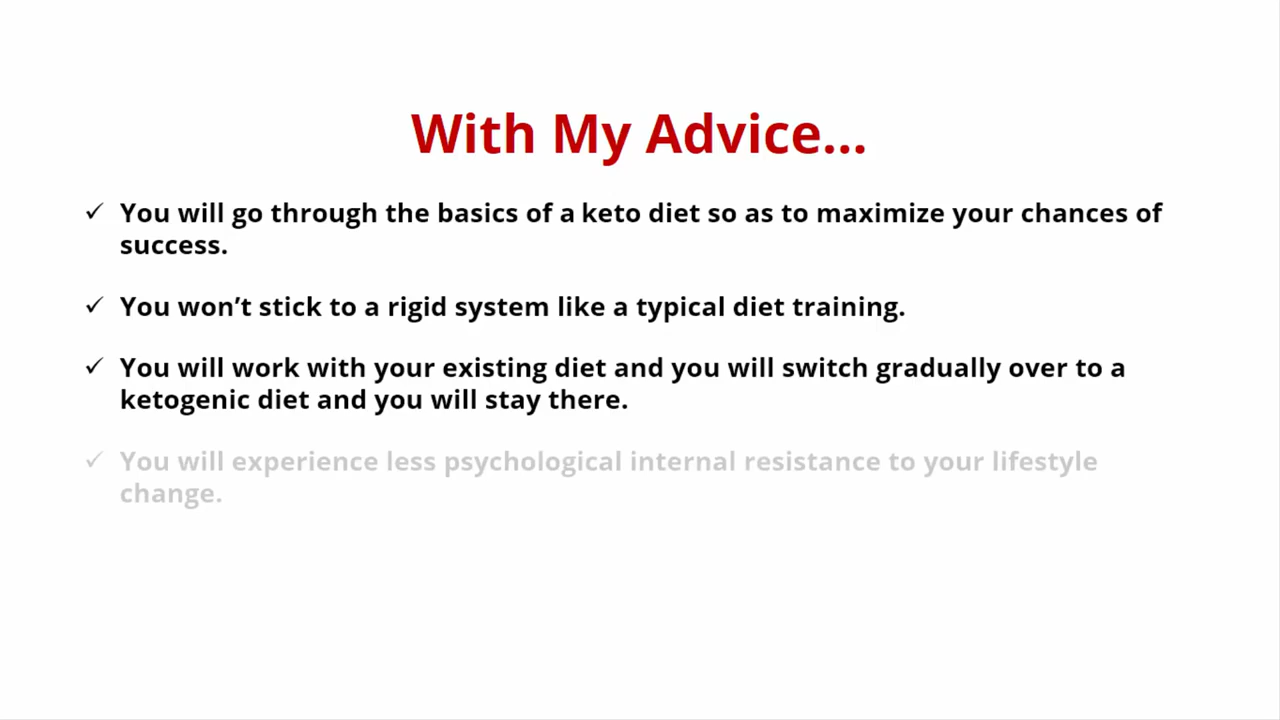 With My Advice...
✓ You will go through the basics of a keto diet so as to maximize your chances of
success.
✓ You won’t stick to a rigid system like a typical diet training.
✓ You will work with your existing diet and you will switch gradually over to a
ketogenic diet and you will stay there.
✓ You will experience less psychological internal resistance to your lifestyle
change.